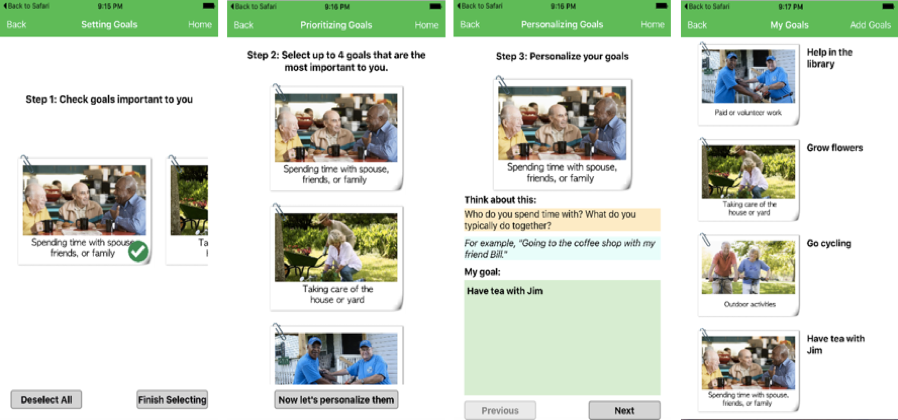 Back to Safari
9:15 PM
Back
Setting Goals
Home
Step 1: Check goals important to you
Spending time with spouse,
friends, or family
Ta
H
Deselect All
Finish Selecting
Back to Safari
9:16 PM
Back
Prioritizing Goals
Home
Step 2: Select up to 4 goals that are the
most important to you.
Spending time with spouse,
friends, or family
Taking care of the
house or yard
Now let's personalize them
Back to Safari
9:16 PM
Back
Personalizing Goals
Home
Step 3: Personalize your goals
Spending time with spouse,
friends, or family
Think about this:
Who do you spend time with? What do you
typically do together?
For example, "Going to the coffee shop with my
friend Bill."
My goal:
Have tea with Jim
Previous
Next
Back to Safari
9:17 PM
Back
My Goals
Add Goals
Help in the
library
Paid or volunteer work
Grow flowers
Taking care of the
house or yard
Go cycling
Outdoor activities
Have tea with
Jim
Spending time with spouse,
friends, or family